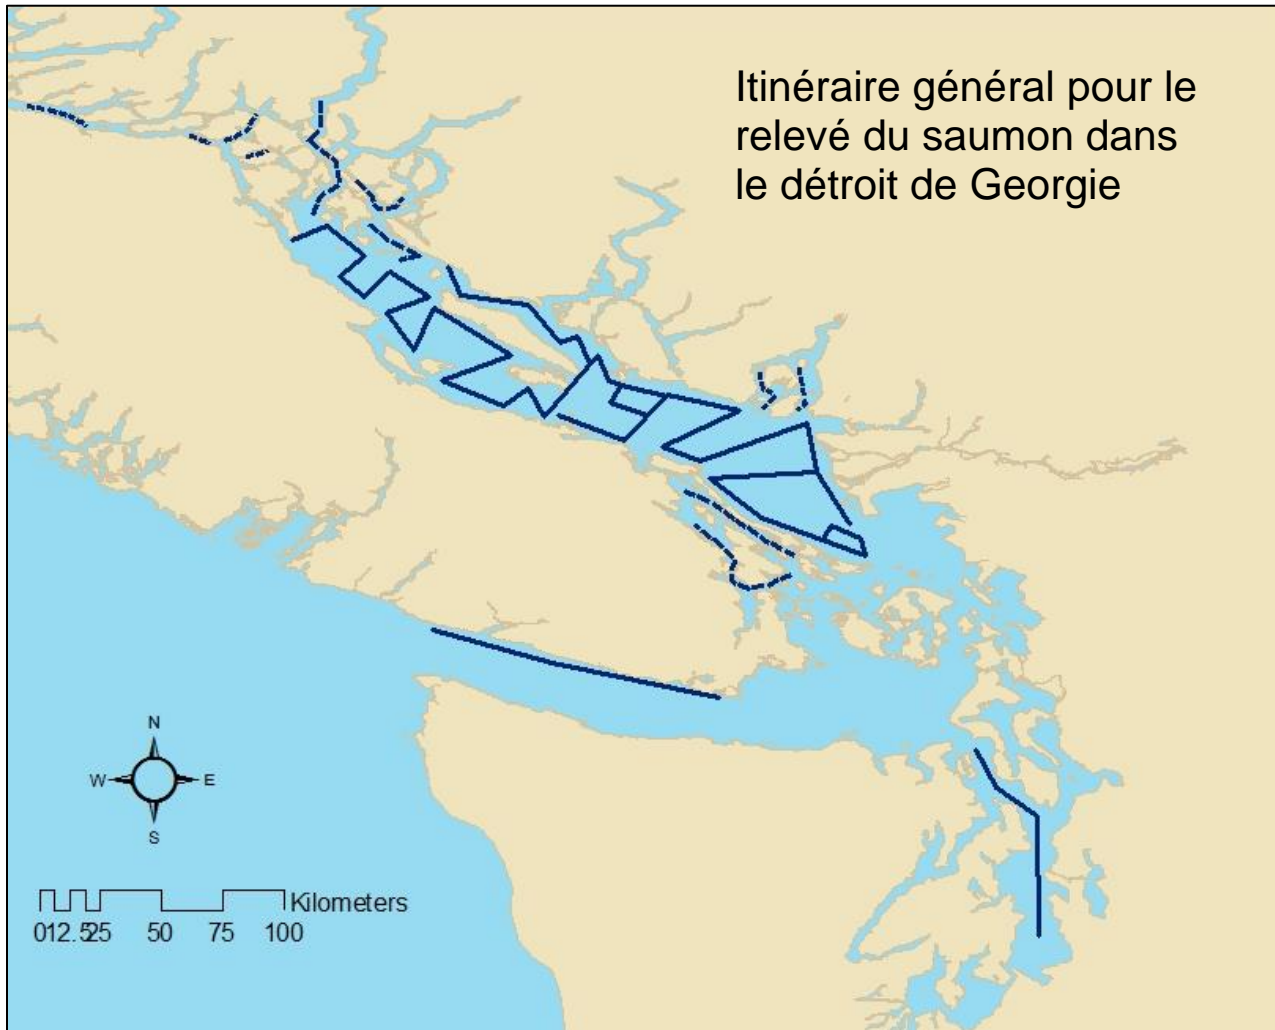 Itinéraire général pour le
relevé du saumon dans
le détroit de Georgie
N
W E
S
Kilometers
012.525 50 75 100